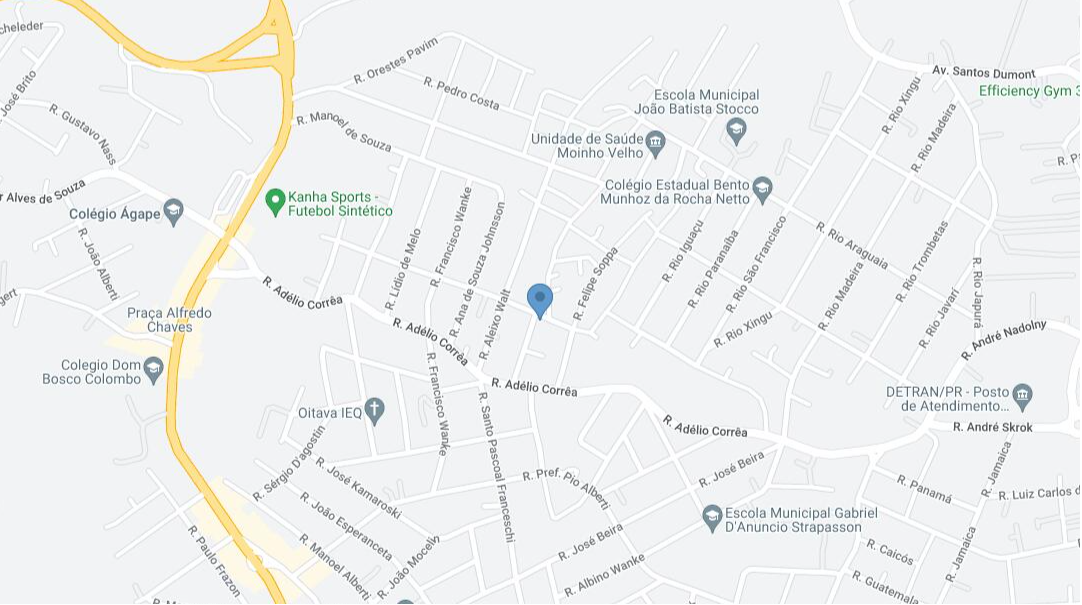 cheleder
R. Orestes Pavim
Av. Santos Dumont
Efficiency Gym 3
José Brito
R. Gustavo Nass
R. Pedro Costa
R. Manoel de Souza
Escola Municipal
João Batista Stocco
Unidade de Saúde
Moinho Velho
R. Rio Xingu
R. Rio Madeira
r Alves de Souza
Colégio Ágape
Kanha Sports -
Futebol Sintético
Colégio Estadual Bento
Munhoz da Rocha Netto
R. João Alberti
R. Lídio de Melo
R. Francisco Wanke
R. Ana de Souza Johnsson
R. Aleixo Walt
R. Felipe Soppa
R. Rio Iguaçu
R. Rio Paranaíba
R. Rio São Francisco
R. Rio Araguaia
R. Rio Madeira
R. Rio Trombetas
R. Rio Javari
R. Rio Japurá
R. Adélio Corrêa
gert
Praça Alfredo
Chaves
R. Adélio Corrêa
R. Rio Xingu
R. André Nadolny
Colegio Dom
Bosco Colombo
R. Francisco Wanke
R. Adélio Corrêa
DETRAN/PR - Posto
de Atendimento...
Oitava IEQ
R. Santo Pascoal Franceschi
R. Adélio Corrêa
R. André Skrok
R. Sérgio D'agostin
R. José Kamaroski
R. Pref. Pio Alberti
R. José Beira
R. Panamá
R. Jamaica
R. Luiz Carlos d
R. João Esperanceta
Escola Municipal Gabriel
D'Anuncio Strapasson
R. Paulo Frazon
R. Manoel Alberti
R. João Mocelin
R. José Beira
R. Albino Wanke
R. Caicós
R. Jamaica
R. Guatemala